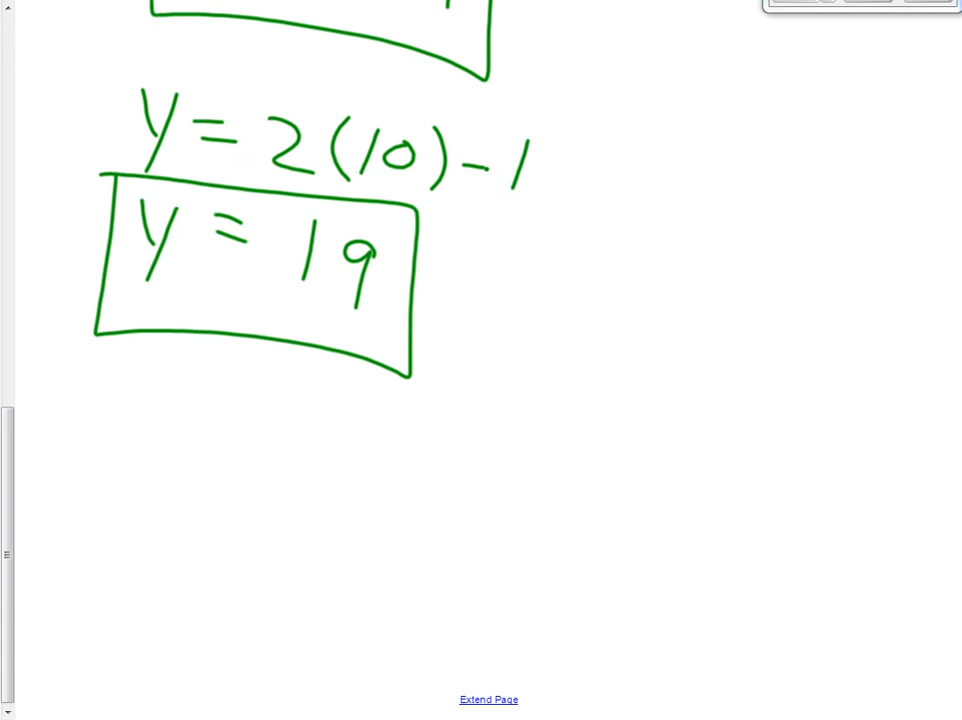 y = 2(10) - 1
y = 19
Extend Page